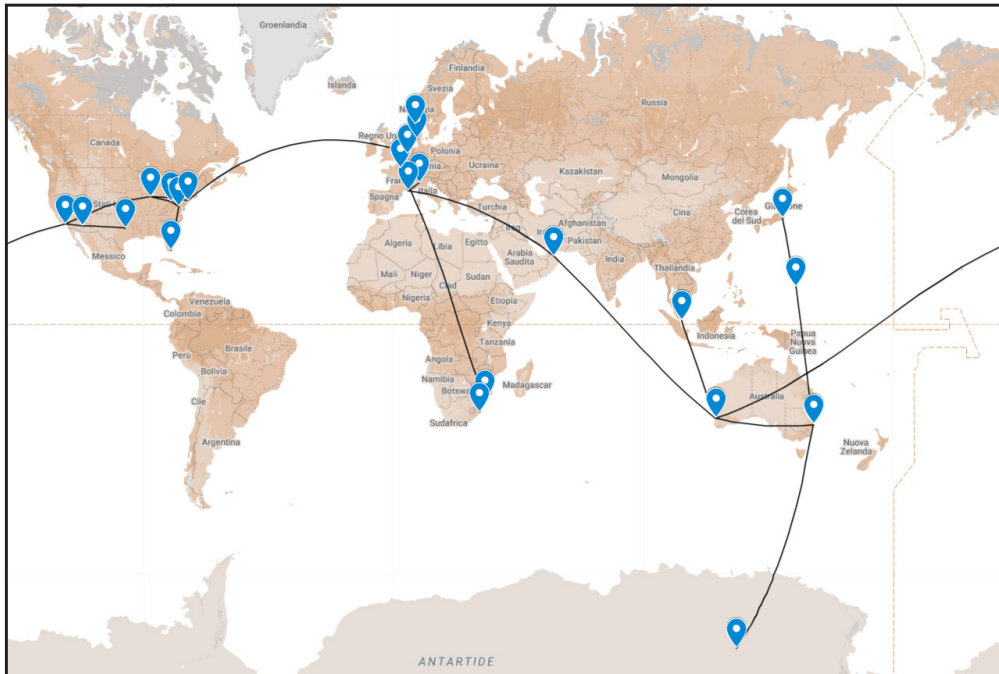 Groenlandia
Islanda
Finlandia
Svezia
Russia
Canada
Regno Un
Polonia
Ucraina
Kazakistan
Mongolia
Fran
Italia
Spagna
Turchia
Stati
Iraq
Afghanistan
Cina
Corea
del Sud
Algeria
Libia
Egitto
Pakistan
Messico
Arabia
Saudita
India
Mali
Niger
Sudan
Thailandia
Ciad
Venezuela
Nigeria
Etiopia
Colombia
Kenya
Indonesia
Papua
Nuova
Guinea
Perù
Brasile
Tanzania
Bolivia
Angola
Namibia
Madagascar
Botsw
Australia
Cile
Sudafrica
Argentina
Nuova
Zelanda
ANTARTIDE